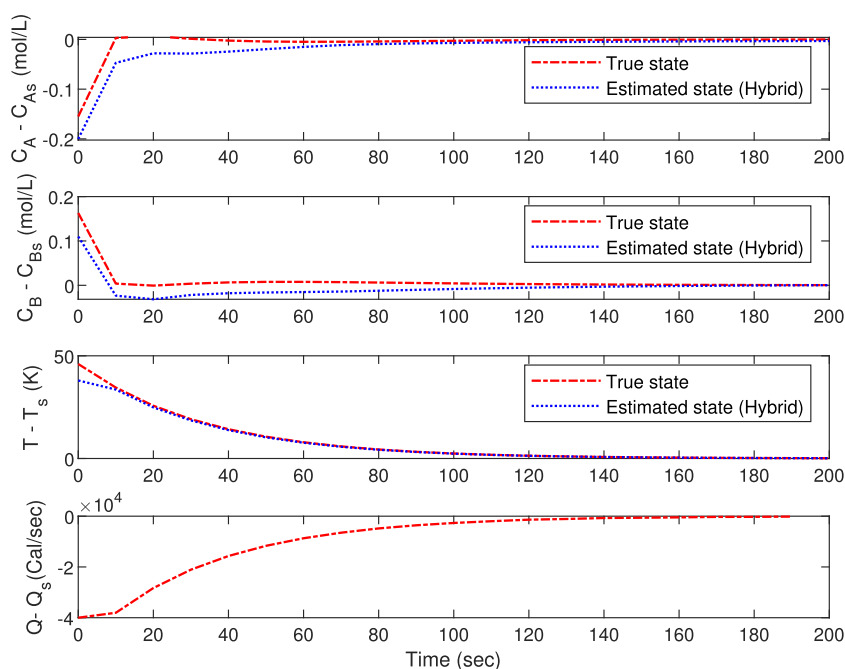 0
-0.1
-0.2
C_A - C_As (mol/L)
True state
Estimated state (Hybrid)
0 20 40 60 80 100 120 140 160 180 200
0.2
0.1
0
C_B - C_Bs (mol/L)
True state
Estimated state (Hybrid)
0 20 40 60 80 100 120 140 160 180 200
50
0
T - T_s (K)
True state
Estimated state (Hybrid)
0 20 40 60 80 100 120 140 160 180 200
×10^4
0
-2
-4
Q- Q_s(Cal/sec)
0 20 40 60 80 100 120 140 160 180 200
Time (sec)